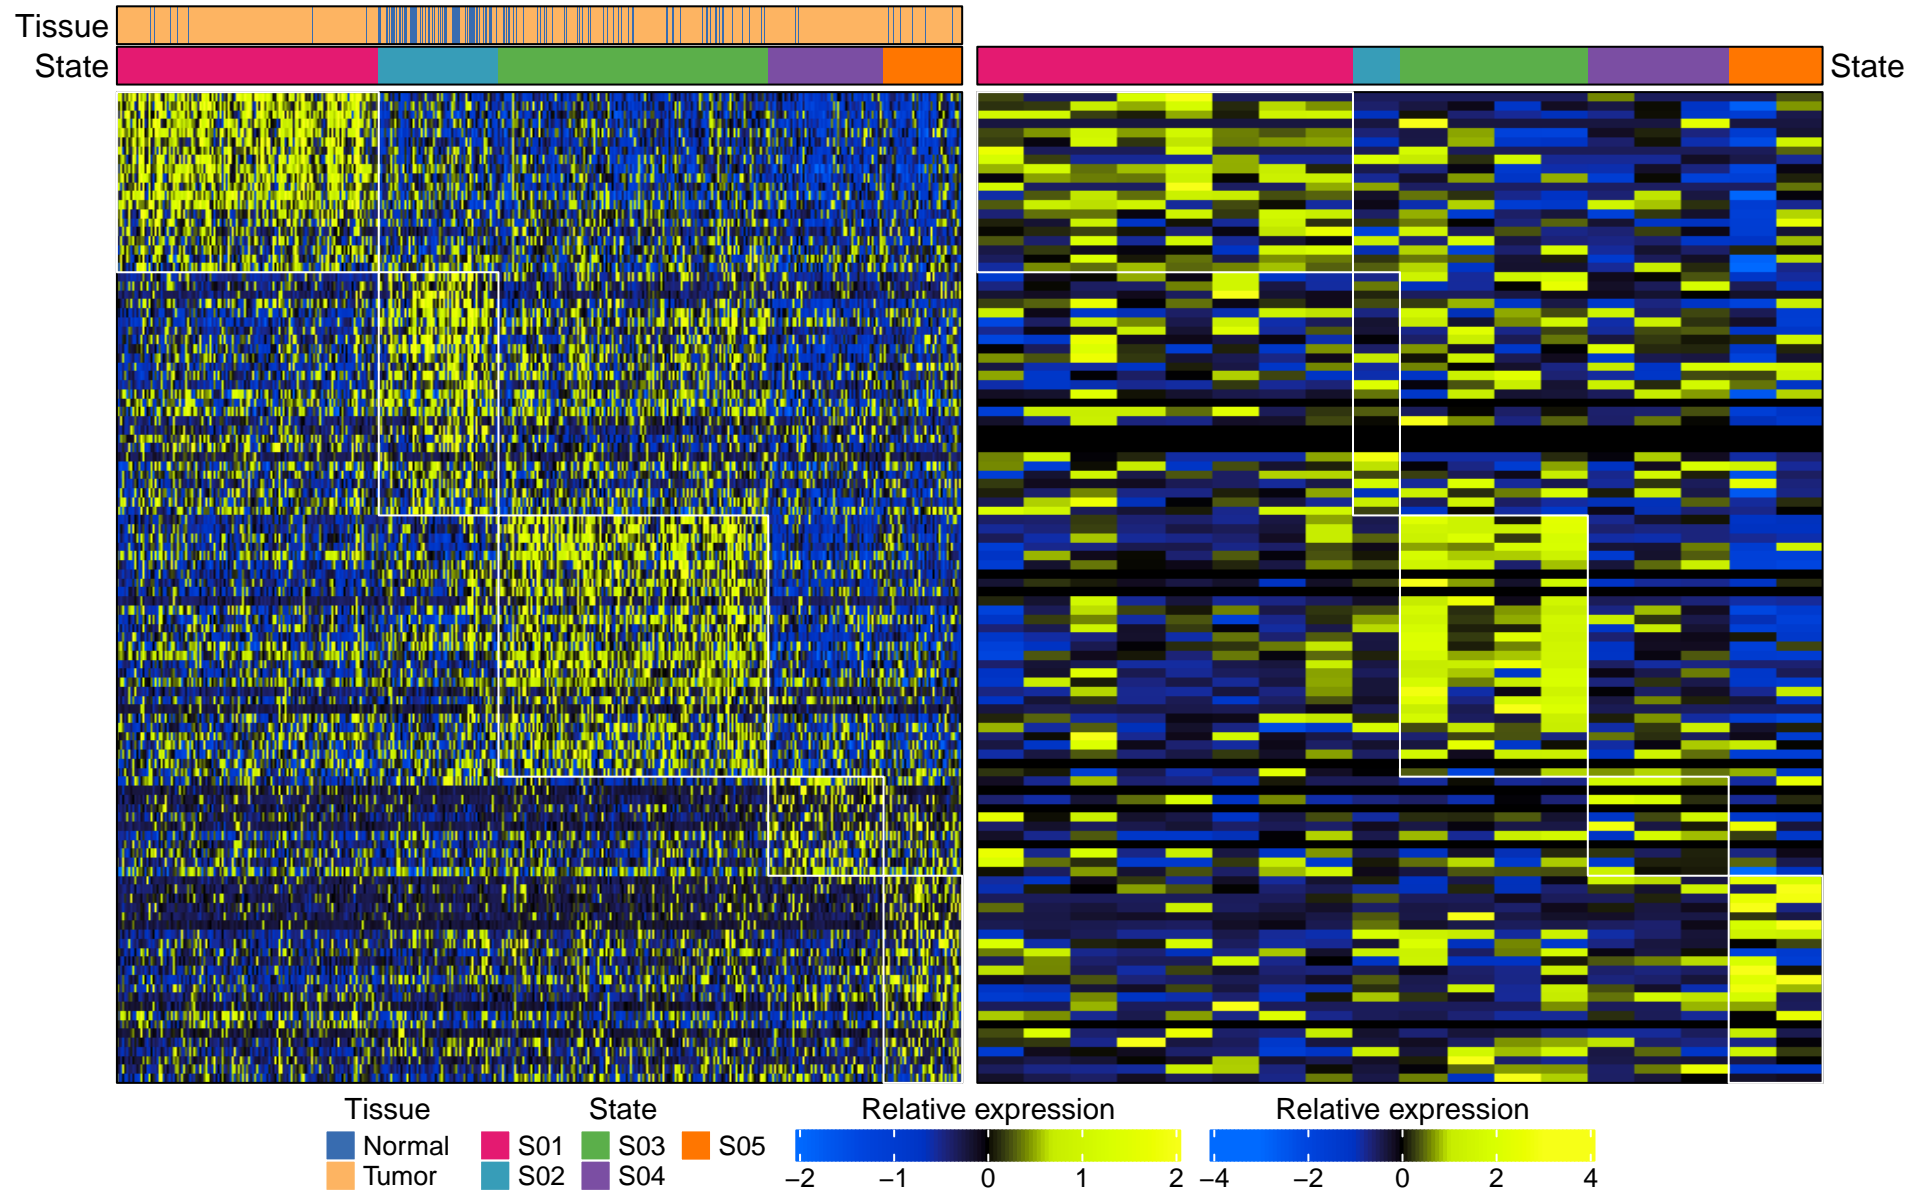 Tissue
State
State
Tissue State Relative expression Relative expression
Normal S01 S03 S05
Tumor S02 S04
−2 −1 0 1 2 −4 −2 0 2 4